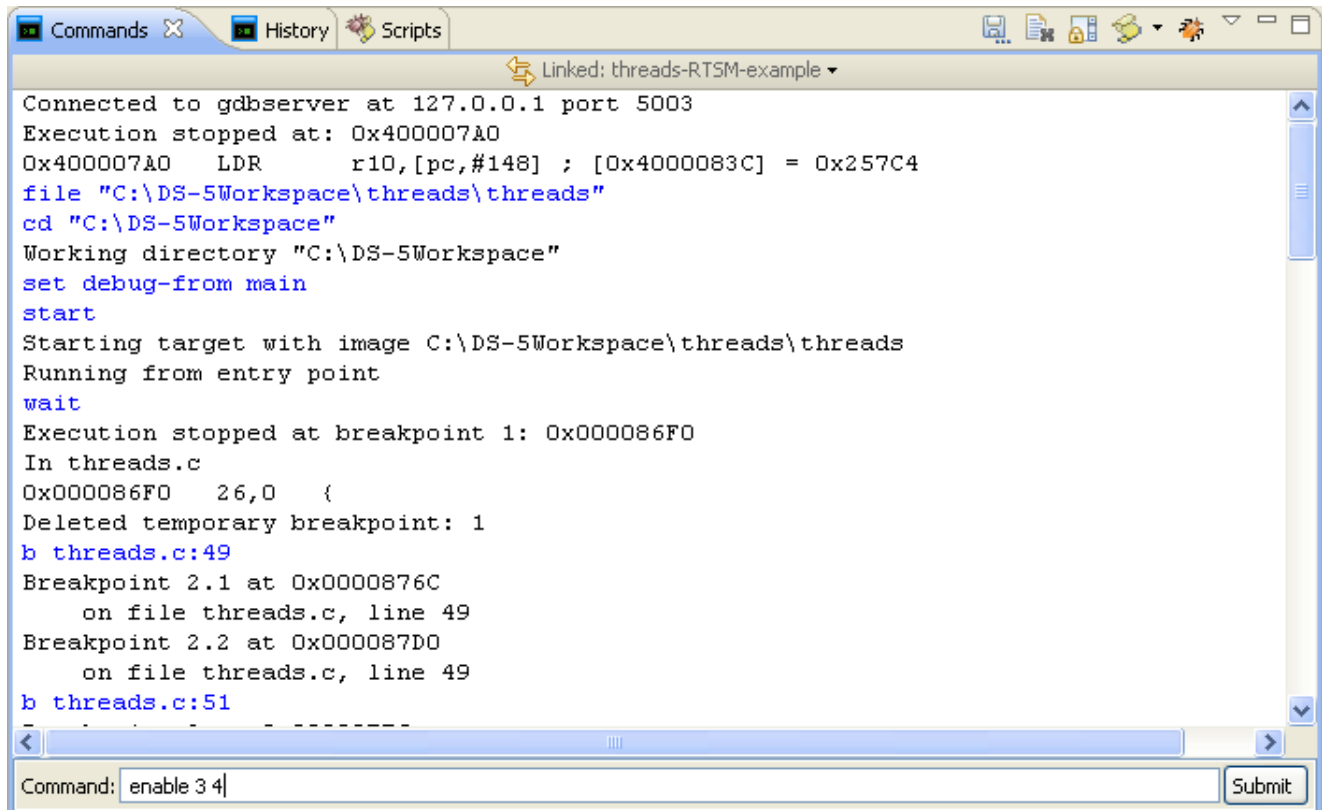 Commands History Scripts
Linked: threads-RTSM-example
Connected to gdbserver at 127.0.0.1 port 5003
Execution stopped at: 0x400007A0
0x400007A0   LDR      r10,[pc,#148] ; [0x4000083C] = 0x257C4
file "C:\DS-5Workspace\threads\threads"
cd "C:\DS-5Workspace"
Working directory "C:\DS-5Workspace"
set debug-from main
start
Starting target with image C:\DS-5Workspace\threads\threads
Running from entry point
wait
Execution stopped at breakpoint 1: 0x000086F0
In threads.c
0x000086F0   26,0   {
Deleted temporary breakpoint: 1
b threads.c:49
Breakpoint 2.1 at 0x0000876C
    on file threads.c, line 49
Breakpoint 2.2 at 0x000087D0
    on file threads.c, line 49
b threads.c:51
Command: enable 3 4 Submit